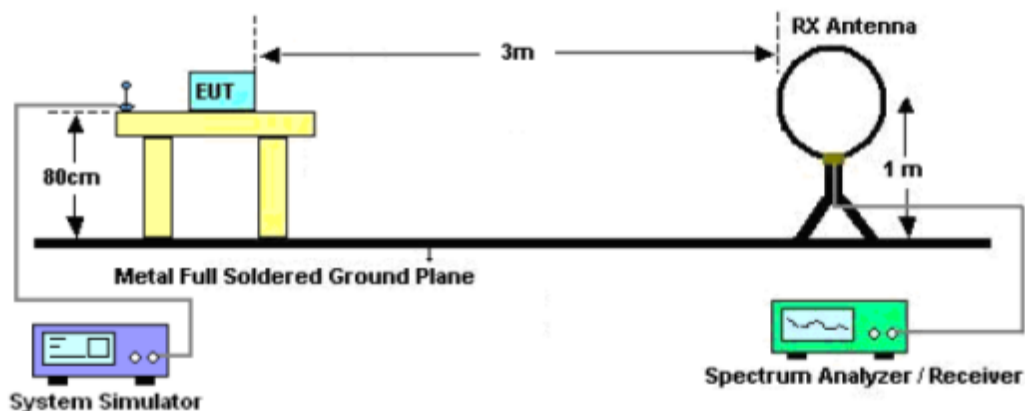 RX Antenna
3m
EUT
80cm
1 m
Metal Full Soldered Ground Plane
System Simulator
Spectrum Analyzer / Receiver